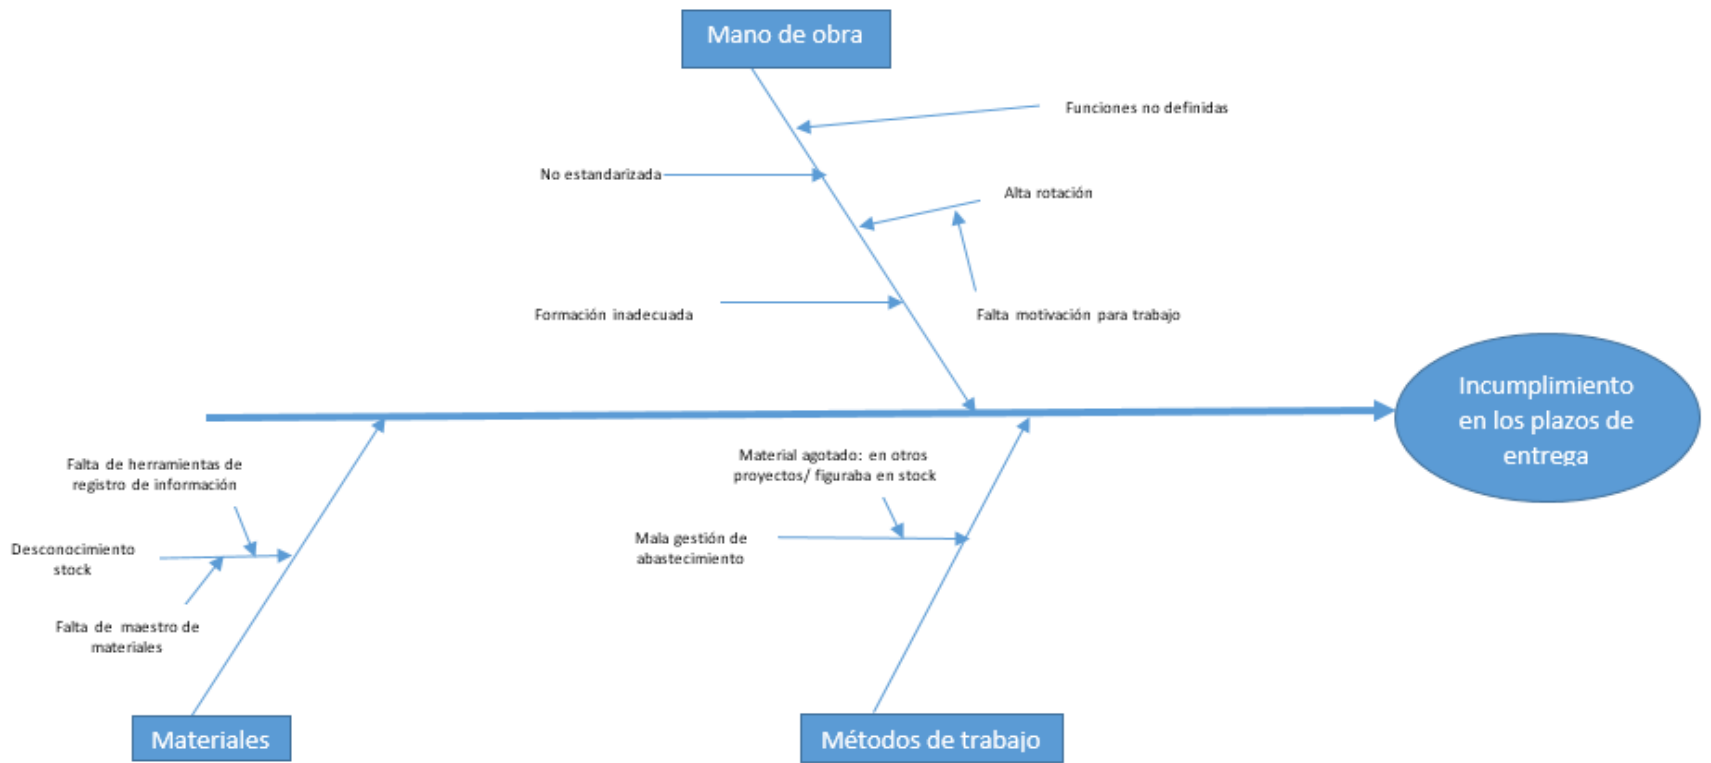 Mano de obra
Funciones no definidas
No estandarizada
Alta rotación
Formación inadecuada
Falta motivación para trabajo
Incumplimiento
en los plazos de
entrega
Falta de herramientas de
registro de información
Material agotado: en otros
proyectos/ figuraba en stock
Desconocimiento
stock
Mala gestión de
abastecimiento
Falta de maestro de
materiales
Materiales
Métodos de trabajo